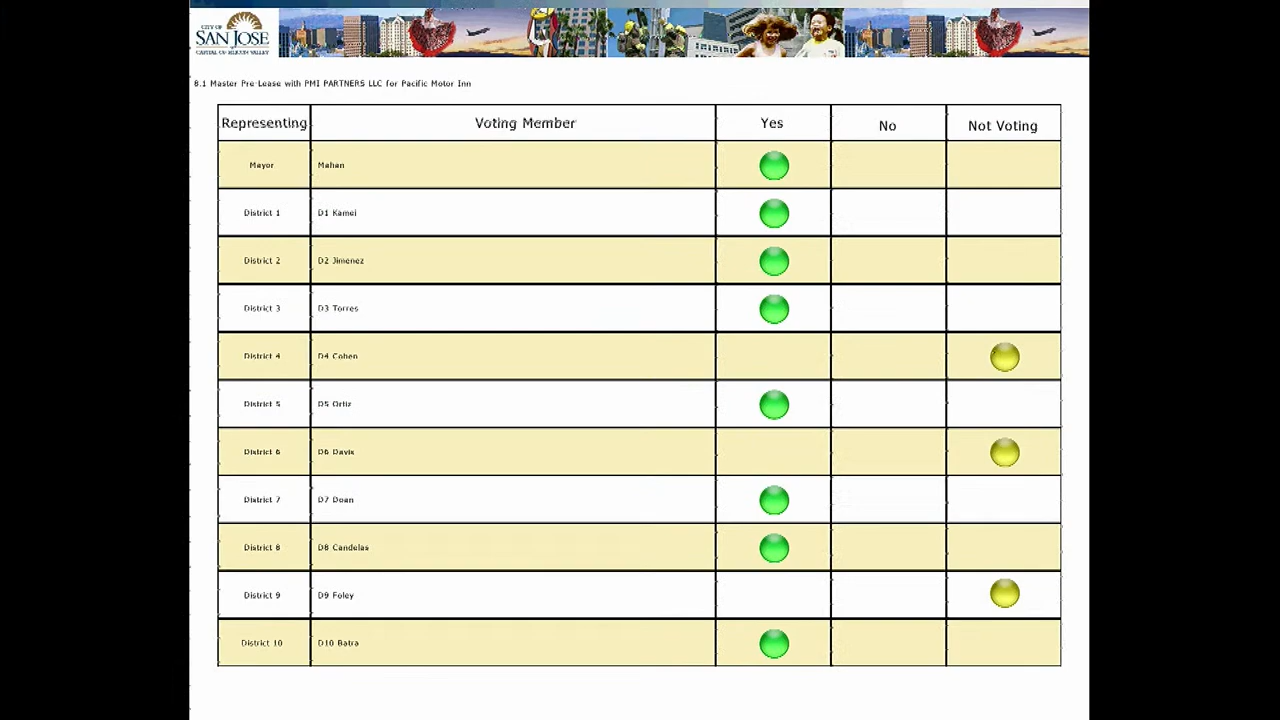 CITY OF
SAN JOSE
CAPITAL OF SILICON VALLEY
8.1 Master Pre-Lease with PMI PARTNERS LLC for Pacific Motor Inn
Representing Voting Member Yes No Not Voting
Mayor Mahan
District 1 D1 Kamei
District 2 D2 Jimenez
District 3 D3 Torres
District 4 D4 Cohen
District 5 D5 Ortiz
District 6 D6 Davis
District 7 D7 Doan
District 8 D8 Candelas
District 9 D9 Foley
District 10 D10 Batra